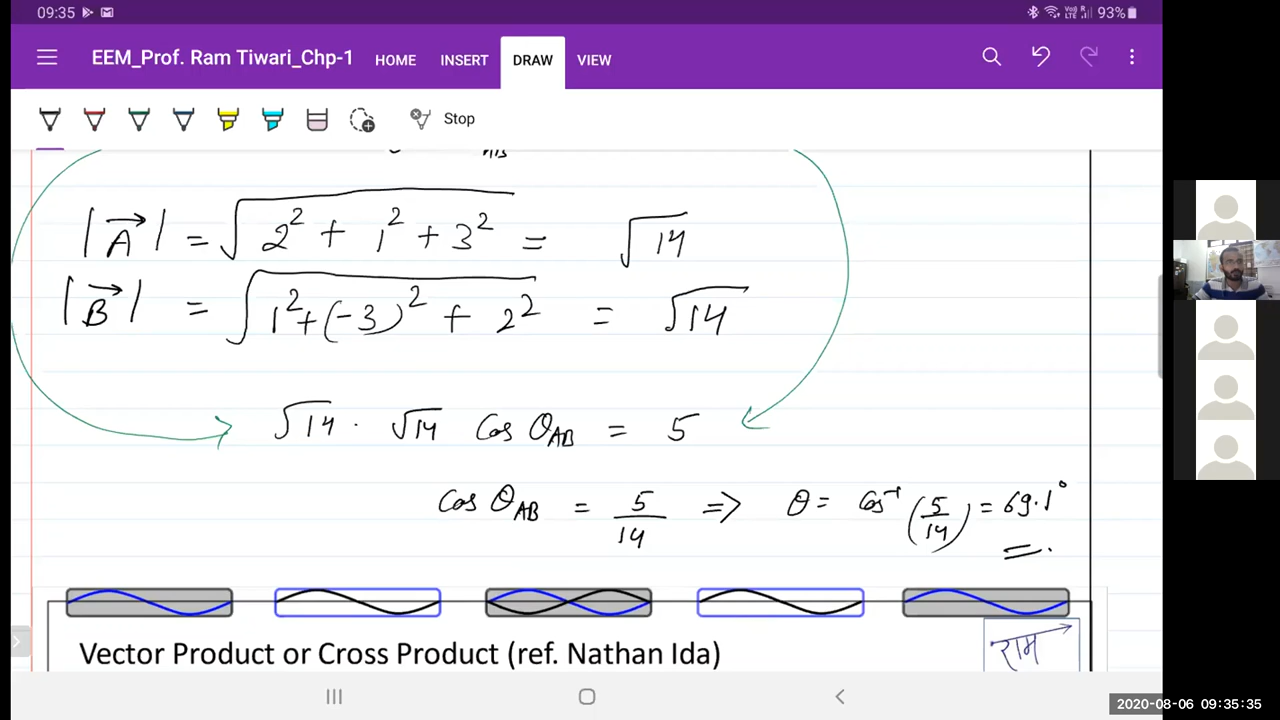 09:35 93%
EEM_Prof. Ram Tiwari_Chp-1 HOME INSERT DRAW VIEW
Stop
|A⃗| = √(2² + 1² + 3²) = √14
|B⃗| = √(1² + (-3)² + 2²) = √14
√14 · √14 Cos θ_AB = 5
Cos θ_AB = 5/14 ⇒ θ = Cos⁻¹(5/14) = 69.1°
Vector Product or Cross Product (ref. Nathan Ida)
राम
2020-08-06 09:35:35